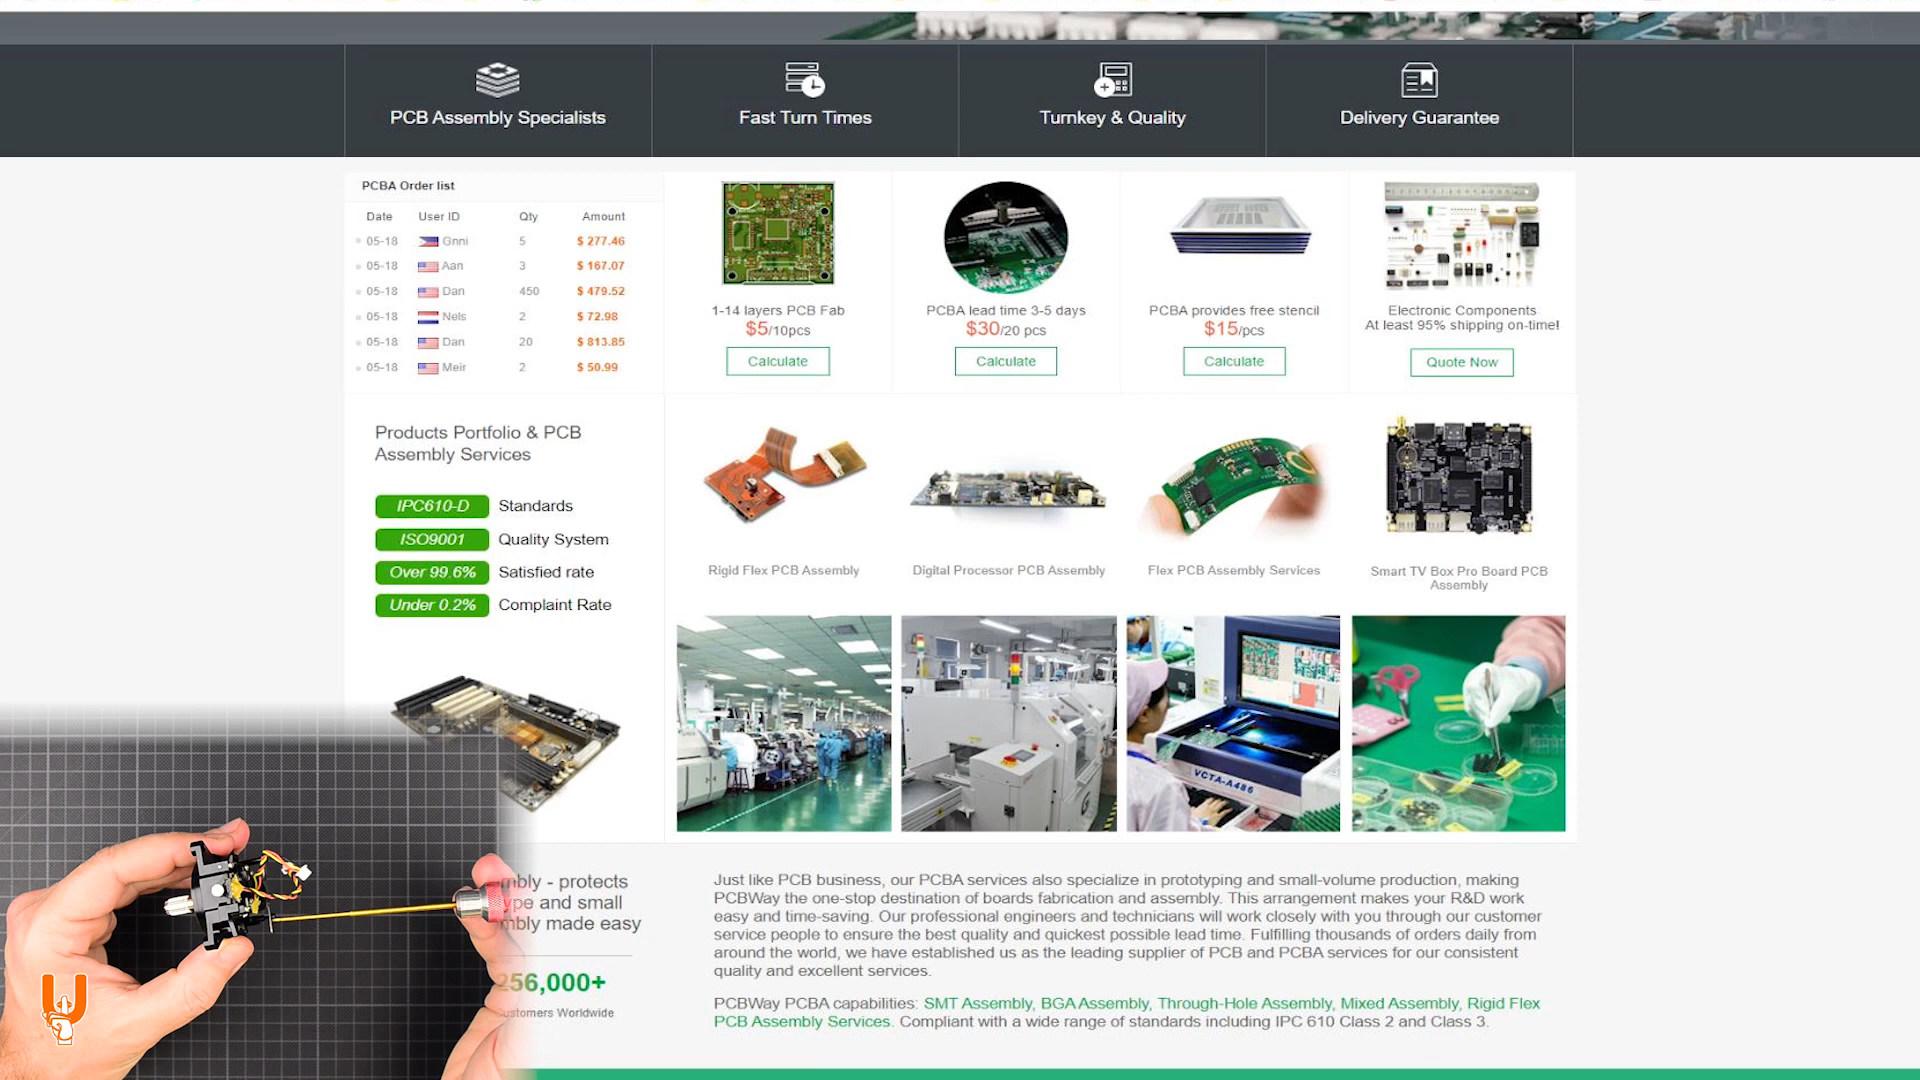 PCB Assembly Specialists
Fast Turn Times
Turnkey & Quality
Delivery Guarantee
PCBA Order list
Date User ID Qty Amount
05-18 Gnni 5 $ 277.46
05-18 Aan 3 $ 167.07
05-18 Dan 450 $ 479.52
05-18 Nels 2 $ 72.98
05-18 Dan 20 $ 813.85
05-18 Meir 2 $ 50.99
1-14 layers PCB Fab
$5/10pcs
Calculate
PCBA lead time 3-5 days
$30/20 pcs
Calculate
PCBA provides free stencil
$15/pcs
Calculate
Electronic Components
At least 95% shipping on-time!
Quote Now
Products Portfolio & PCB
Assembly Services
IPC610-D Standards
ISO9001 Quality System
Over 99.6% Satisfied rate
Under 0.2% Complaint Rate
Rigid Flex PCB Assembly
Digital Processor PCB Assembly
Flex PCB Assembly Services
Smart TV Box Pro Board PCB
Assembly
VCTA-A486
- protects
and small
made easy
256,000+
Customers Worldwide
Just like PCB business, our PCBA services also specialize in prototyping and small-volume production, making
PCBWay the one-stop destination of boards fabrication and assembly. This arrangement makes your R&D work
easy and time-saving. Our professional engineers and technicians will work closely with you through our customer
service people to ensure the best quality and quickest possible lead time. Fulfilling thousands of orders daily from
around the world, we have established us as the leading supplier of PCB and PCBA services for our consistent
quality and excellent services.
PCBWay PCBA capabilities: SMT Assembly, BGA Assembly, Through-Hole Assembly, Mixed Assembly, Rigid Flex
PCB Assembly Services. Compliant with a wide range of standards including IPC 610 Class 2 and Class 3.